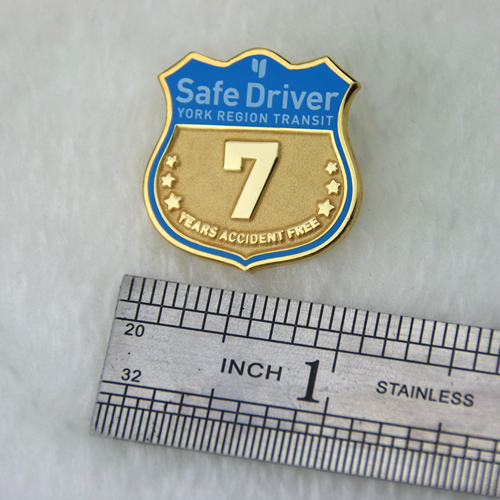 Safe Driver
YORK REGION TRANSIT
7
YEARS ACCIDENT FREE
20
INCH 1 STAINLESS
32